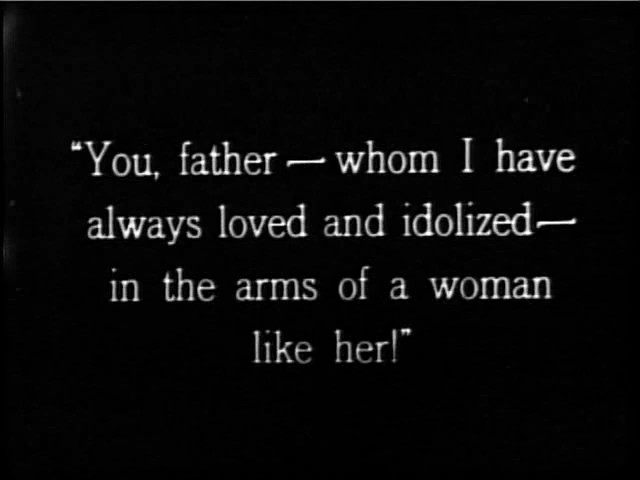 “You, father — whom I have
always loved and idolized—
in the arms of a woman
like her!”